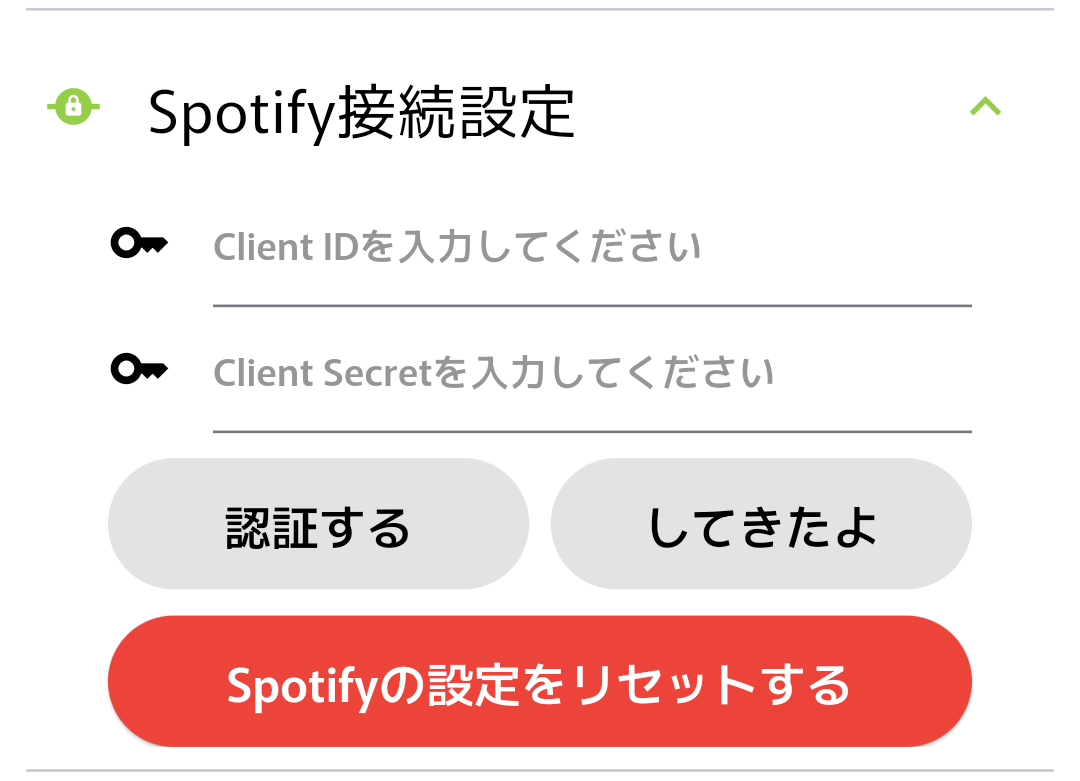 Spotify接続設定
Client IDを入力してください
Client Secretを入力してください
認証する
してきたよ
Spotifyの設定をリセットする